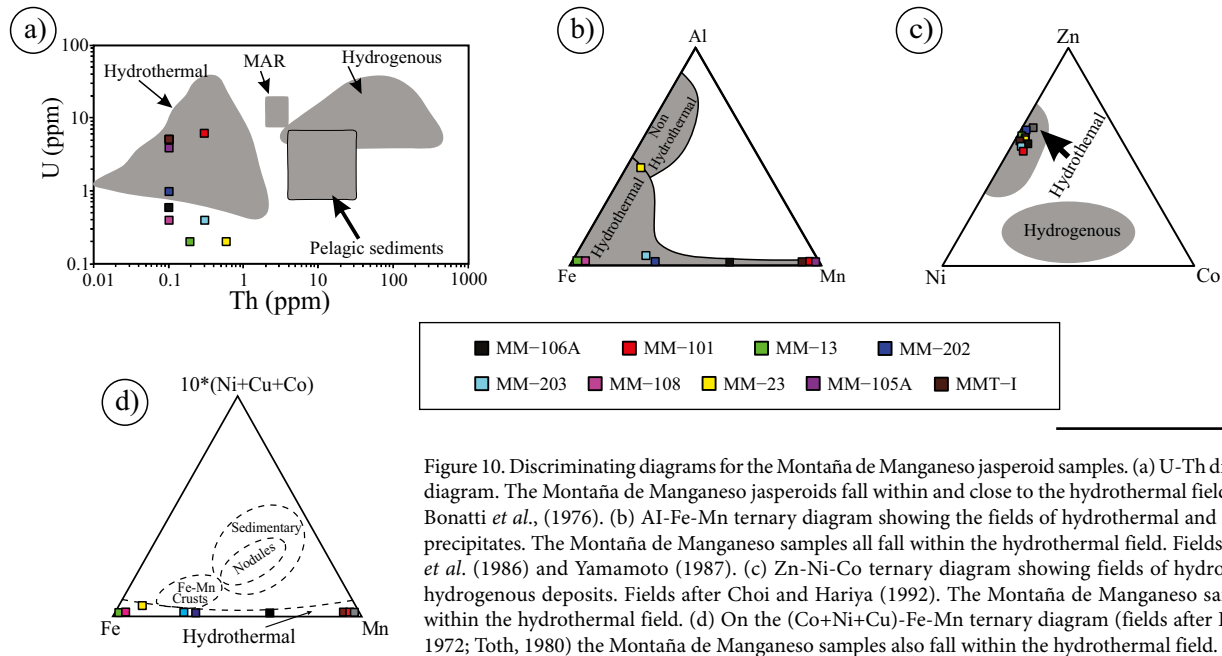 a)
100
10
1
0.1
U (ppm)
0.01
0.1
1
10
100
1000
Th (ppm)
Hydrothermal
MAR
Hydrogenous
Pelagic sediments
b)
Al
Non
Hydrothermal
Hydrothermal
Fe
Mn
c)
Zn
Hydrothermal
Hydrogenous
Ni
Co
MM−106A MM−101 MM−13 MM−202
MM−203 MM−108 MM−23 MM−105A MMT−I
d)
10*(Ni+Cu+Co)
Sedimentary
Nodules
Fe-Mn
Crusts
Fe
Mn
Hydrothermal
Figure 10. Discriminating diagrams for the Montaña de Manganeso jasperoid samples. (a) U-Th di
diagram. The Montaña de Manganeso jasperoids fall within and close to the hydrothermal field
Bonatti et al., (1976). (b) AI-Fe-Mn ternary diagram showing the fields of hydrothermal and
precipitates. The Montaña de Manganeso samples all fall within the hydrothermal field. Fields
et al. (1986) and Yamamoto (1987). (c) Zn-Ni-Co ternary diagram showing fields of hydro
hydrogenous deposits. Fields after Choi and Hariya (1992). The Montaña de Manganeso sa
within the hydrothermal field. (d) On the (Co+Ni+Cu)-Fe-Mn ternary diagram (fields after
1972; Toth, 1980) the Montaña de Manganeso samples also fall within the hydrothermal field.